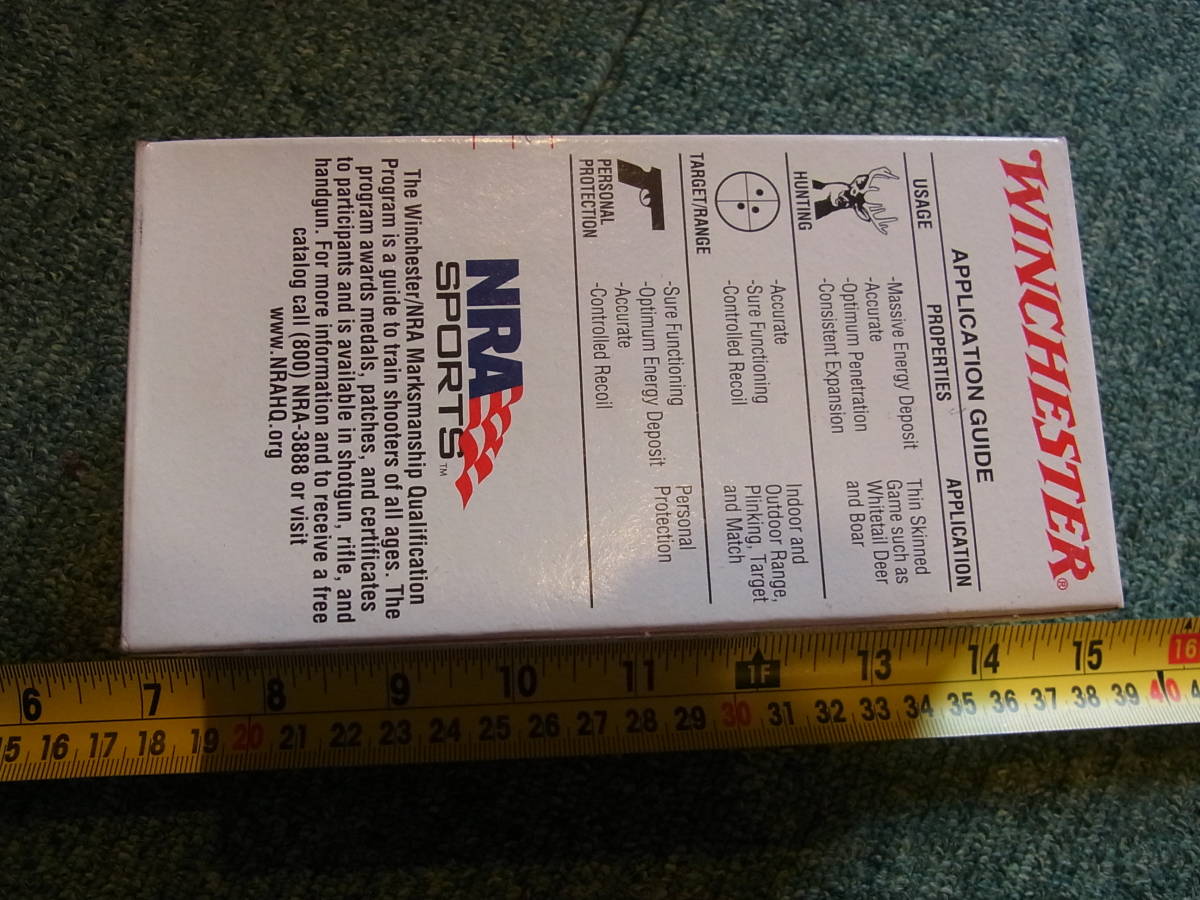 WINCHESTER®
APPLICATION GUIDE
USAGE PROPERTIES APPLICATION
HUNTING
-Massive Energy Deposit
-Accurate
-Optimum Penetration
-Consistent Expansion
Thin Skinned
Game such as
Whitetail Deer
and Boar
TARGET/RANGE
-Accurate
-Sure Functioning
-Controlled Recoil
Indoor and
Outdoor Range,
Plinking, Target
and Match
PERSONAL
PROTECTION
-Sure Functioning
-Optimum Energy Deposit
-Accurate
-Controlled Recoil
Personal
Protection
NRA
SPORTS™
The Winchester/NRA Marksmanship Qualification
Program is a guide to train shooters of all ages. The
program awards medals, patches, and certificates
to participants and is available in shotgun, rifle, and
handgun. For more information and to receive a free
catalog call (800) NRA-3888 or visit
www.NRAHQ.org
6 7 8 9 10 11 1F 13 14 15 16
15 16 17 18 19 20 21 22 23 24 25 26 27 28 29 30 31 32 33 34 35 36 37 38 39 40 4